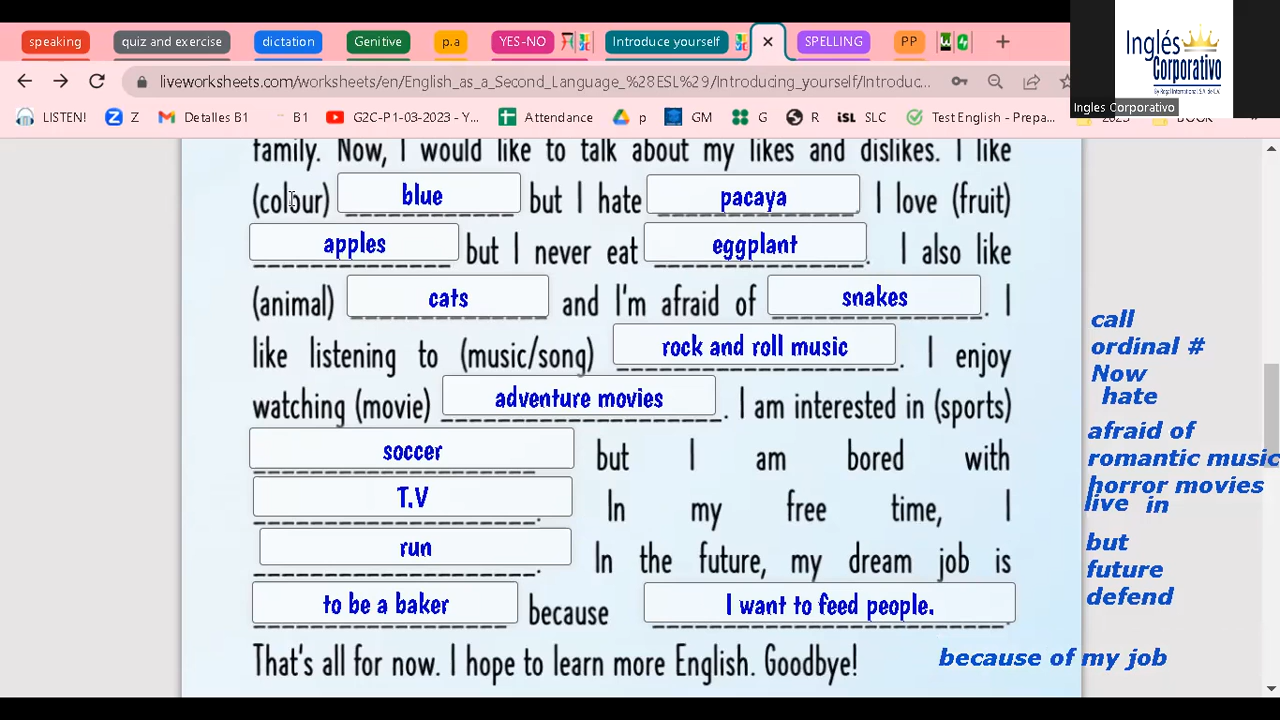 speaking quiz and exercise dictation Genitive p.a YES-NO Introduce yourself SPELLING PP
Inglés
Corporativo
liveworksheets.com/worksheets/en/English_as_a_Second_Language_%28ESL%29/Introducing_yourself/Introduc...
Ingles Corporativo
LISTEN! Z Detalles B1 B1 G2C-P1-03-2023- Y... Attendance p GM G R iSL SLC Test English - Prepa... 2023 BOOK
family. Now, I would like to talk about my likes and dislikes. I like
(colour) blue but I hate pacaya. I love (fruit)
apples but I never eat eggplant. I also like
(animal) cats and I'm afraid of snakes. I
like listening to (music/song) rock and roll music. I enjoy
watching (movie) adventure movies. I am interested in (sports)
soccer but I am bored with
T.V. In my free time, I
run. In the future, my dream job is
to be a baker because I want to feed people.
That's all for now. I hope to learn more English. Goodbye!
call
ordinal #
Now
hate
afraid of
romantic music
horror movies
live in
but
future
defend
because of my job